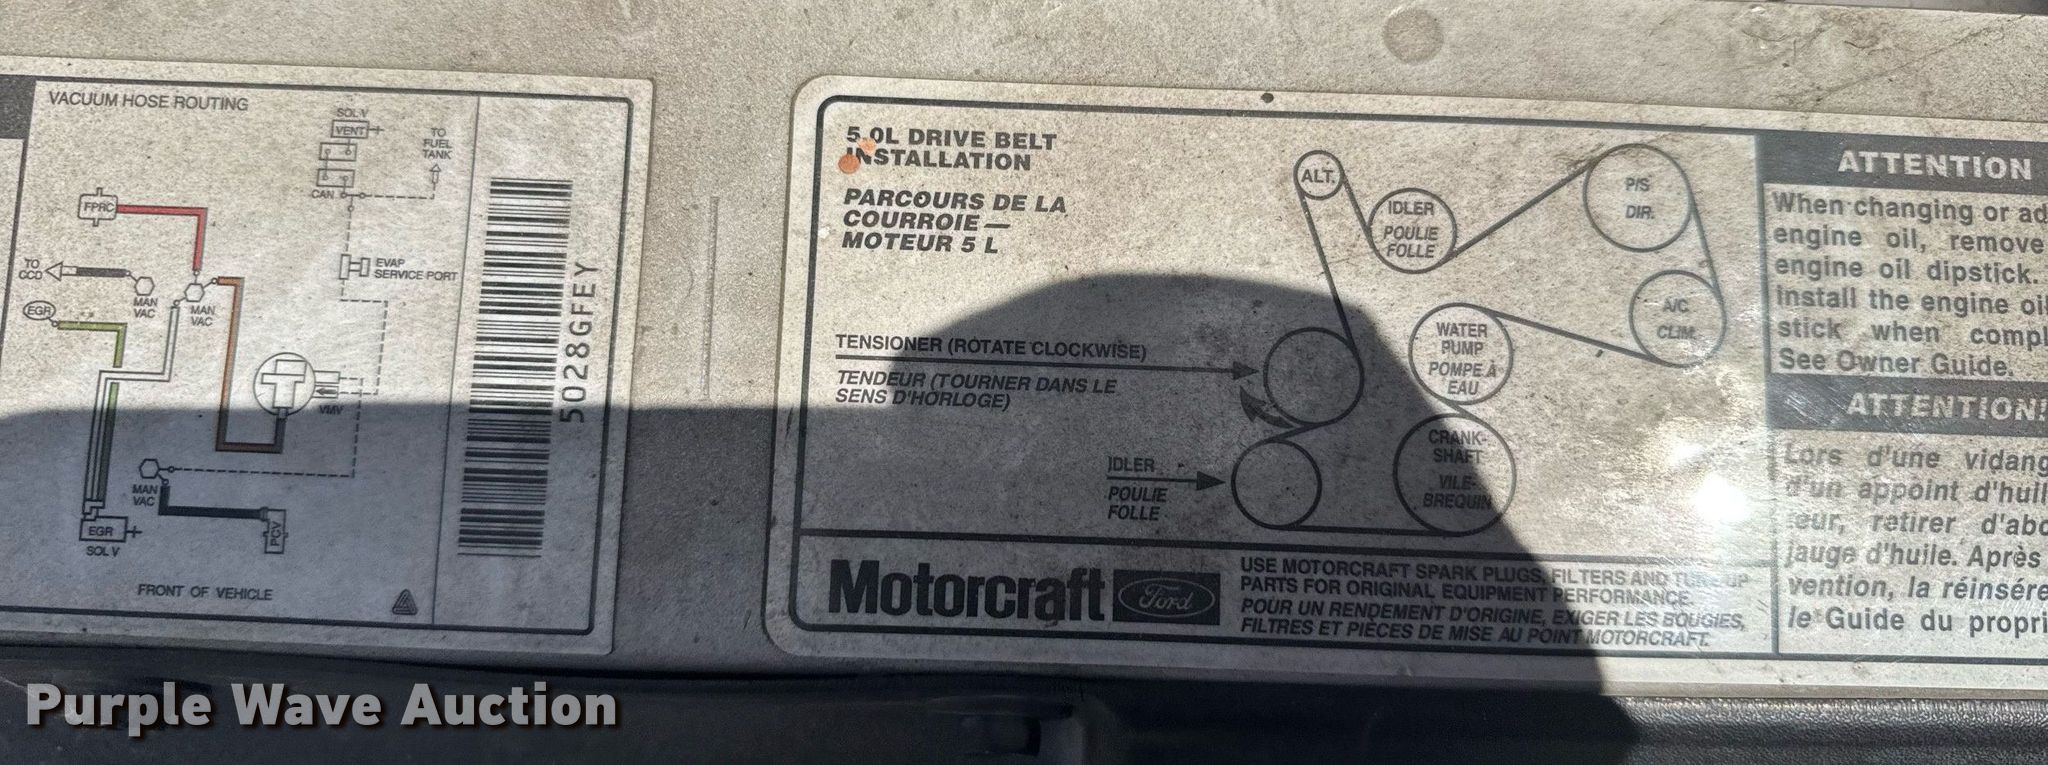 VACUUM HOSE ROUTING
SOL V
VENT
TO
FUEL
TANK
CAN
FPRC
TO
CCD
MAN
VAC
MAN
VAC
EGR
EVAP
SERVICE PORT
VMV
MAN
VAC
EGR
SOL V
PCV
FRONT OF VEHICLE
5028GFEY
5.0L DRIVE BELT
INSTALLATION
PARCOURS DE LA
COURROIE —
MOTEUR 5 L
ALT.
IDLER
POULIE
FOLLE
P/S
DIR.
A/C
CLIM.
WATER
PUMP
POMPE À
EAU
TENSIONER (ROTATE CLOCKWISE)
TENDEUR (TOURNER DANS LE
SENS D'HORLOGE)
CRANK-
SHAFT
VILE-
BREQUIN
IDLER
POULIE
FOLLE
Motorcraft Ford
USE MOTORCRAFT SPARK PLUGS, FILTERS AND TUNE-UP
PARTS FOR ORIGINAL EQUIPMENT PERFORMANCE.
POUR UN RENDEMENT D'ORIGINE, EXIGER LES BOUGIES,
FILTRES ET PIÈCES DE MISE AU POINT MOTORCRAFT.
ATTENTION
When changing or ad
engine oil, remove
engine oil dipstick.
Install the engine oil
stick when compl
See Owner Guide.
ATTENTION!
Lors d'une vidang
d'un appoint d'huil
eur, retirer d'abo
jauge d'huile. Après
vention, la réinsére
le Guide du propri
Purple Wave Auction